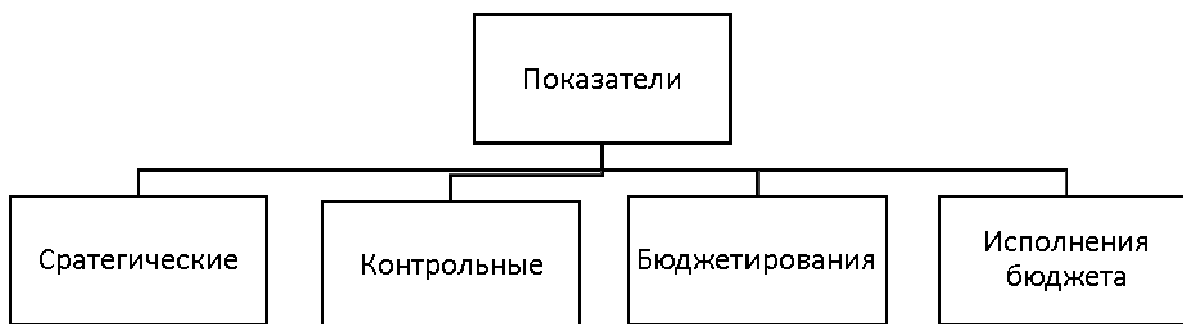 Показатели
Сратегические
Контрольные
Бюджетирования
Исполнения
бюджета